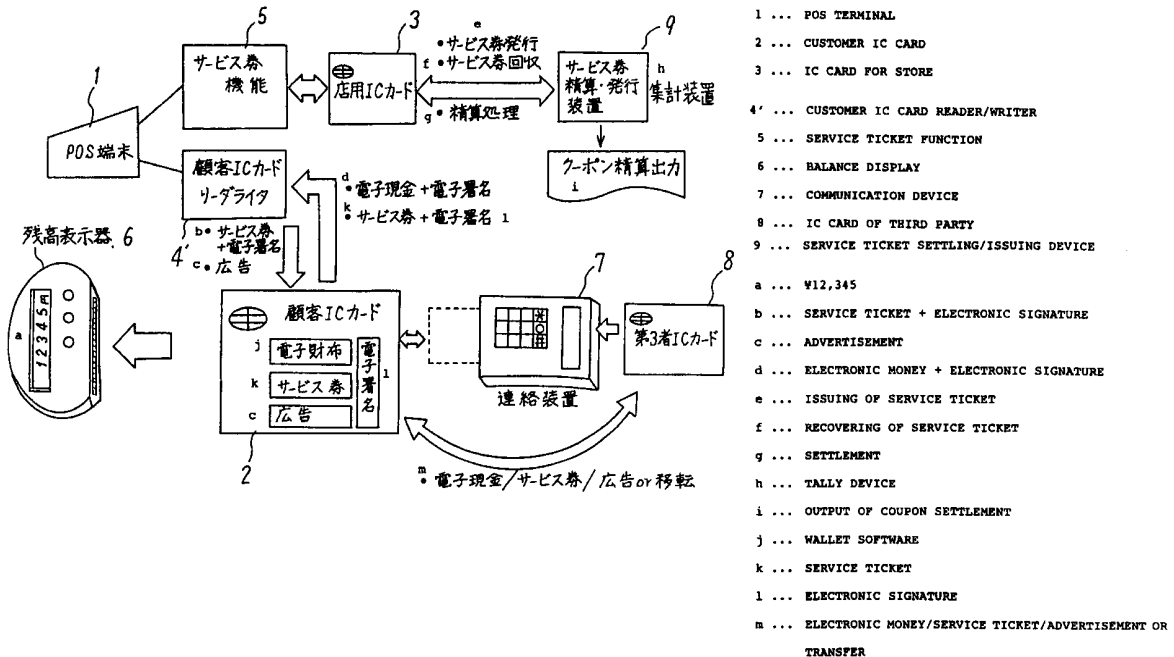 5
サービス券
機能
1
POS端末
3
店用ICカード
e
• サービス券発行
f • サービス券回収
g • 精算処理
9
サービス券
精算・発行
装置
h
集計装置
クーポン精算出力
i
顧客ICカード
リーダライタ
4'
d
• 電子現金+電子署名
k
• サービス券+電子署名 l
b • サービス券
+電子署名
c • 広告
残高表示器 6
a
12345円
顧客ICカード
j 電子財布
k サービス券
c 広告
電子署名
l
2
7
*
○
#
連絡装置
8
第3者ICカード
m
• 電子現金/サービス券/広告or移転
1 ... POS TERMINAL
2 ... CUSTOMER IC CARD
3 ... IC CARD FOR STORE
4' ... CUSTOMER IC CARD READER/WRITER
5 ... SERVICE TICKET FUNCTION
6 ... BALANCE DISPLAY
7 ... COMMUNICATION DEVICE
8 ... IC CARD OF THIRD PARTY
9 ... SERVICE TICKET SETTLING/ISSUING DEVICE
a ... ¥12,345
b ... SERVICE TICKET + ELECTRONIC SIGNATURE
c ... ADVERTISEMENT
d ... ELECTRONIC MONEY + ELECTRONIC SIGNATURE
e ... ISSUING OF SERVICE TICKET
f ... RECOVERING OF SERVICE TICKET
g ... SETTLEMENT
h ... TALLY DEVICE
i ... OUTPUT OF COUPON SETTLEMENT
j ... WALLET SOFTWARE
k ... SERVICE TICKET
l ... ELECTRONIC SIGNATURE
m ... ELECTRONIC MONEY/SERVICE TICKET/ADVERTISEMENT OR
TRANSFER